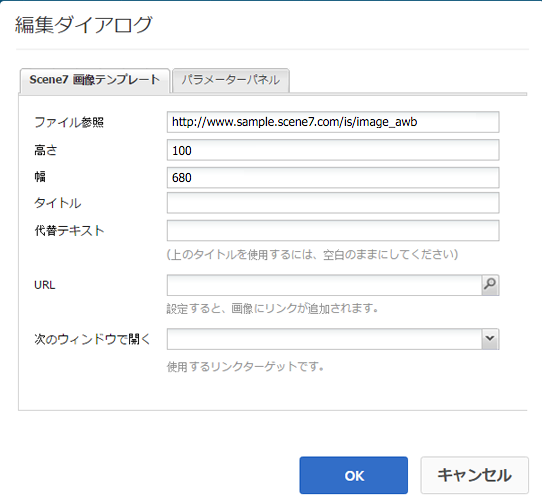 編集ダイアログ
Scene7 画像テンプレート
パラメーターパネル
ファイル参照
http://www.sample.scene7.com/is/image_awb
高さ
100
幅
680
タイトル
代替テキスト
(上のタイトルを使用するには、空白のままにしてください)
URL
設定すると、画像にリンクが追加されます。
次のウィンドウで開く
使用するリンクターゲットです。
OK
キャンセル